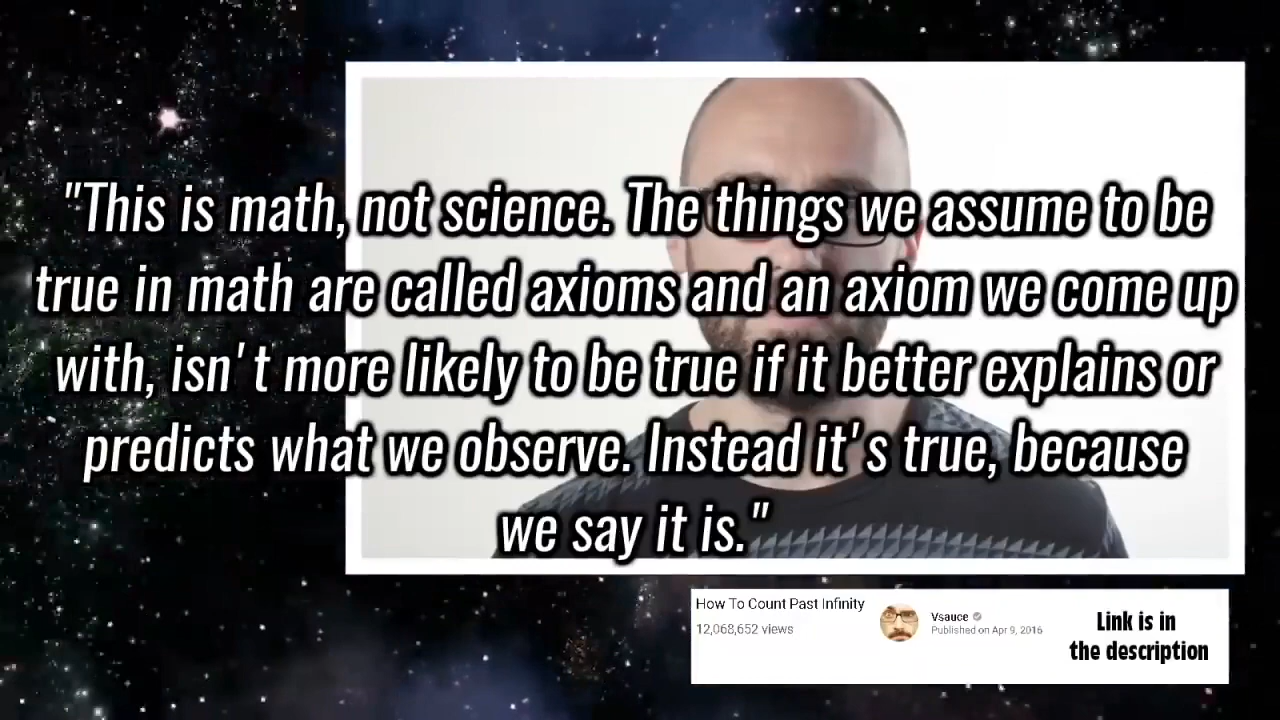 "This is math, not science. The things we assume to be
true in math are called axioms and an axiom we come up
with, isn't more likely to be true if it better explains or
predicts what we observe. Instead it's true, because
we say it is."
How To Count Past Infinity
12,068,652 views
Vsauce
Published on Apr 9, 2016
Link is in
the description